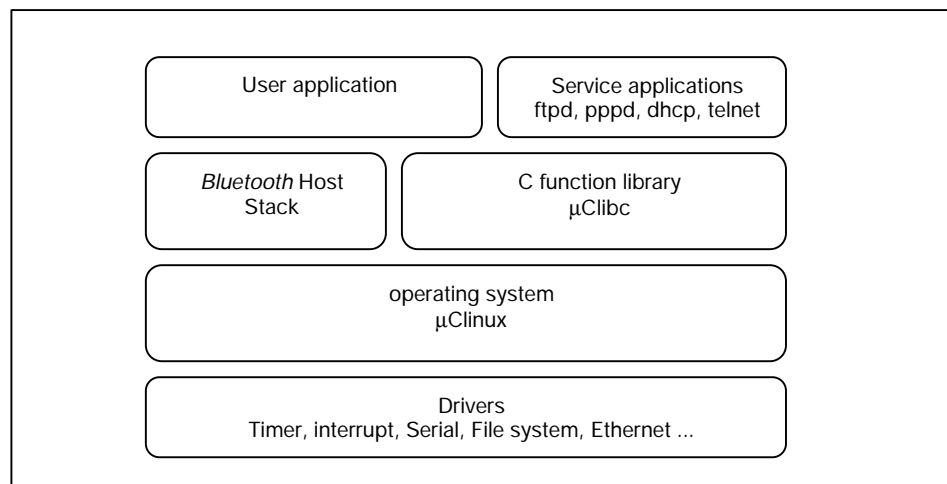 User application
Service applications
ftpd, pppd, dhcp, telnet
Bluetooth Host
Stack
C function library
μClibc
operating system
μClinux
Drivers
Timer, interrupt, Serial, File system, Ethernet ...